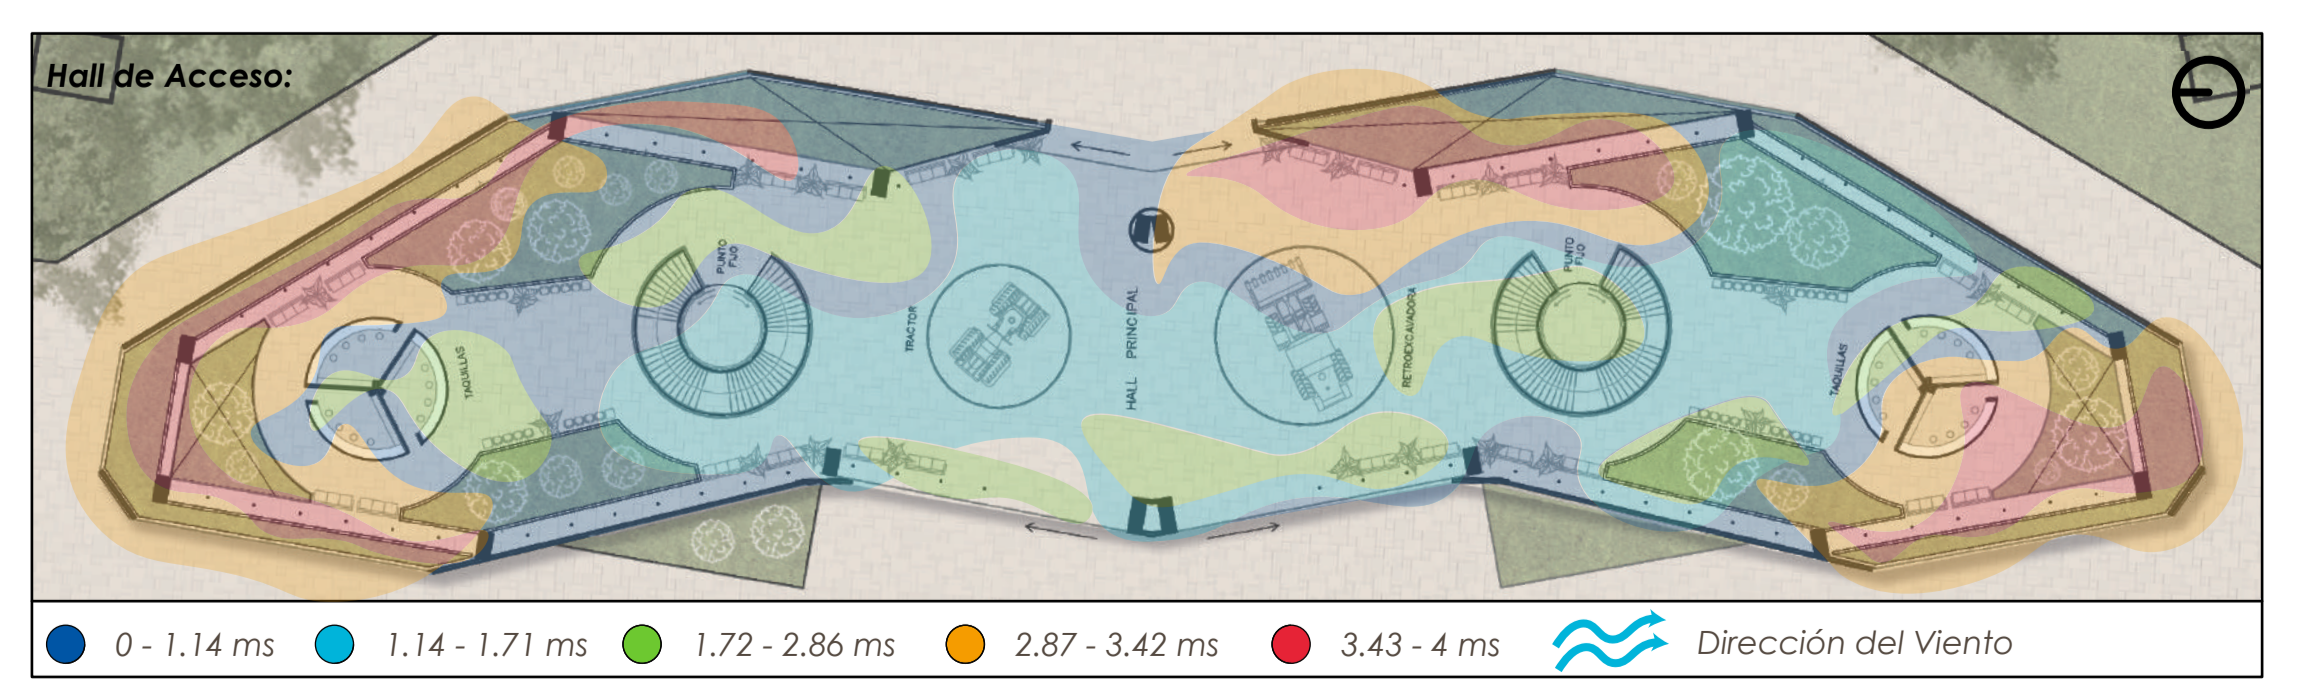 Hall de Acceso:
PUNTO
FIJO
PUNTO
FIJO
TAQUILLAS
TRACTOR
HALL PRINCIPAL
RETROEXCAVADORA
TAQUILLAS
0 - 1.14 ms
1.14 - 1.71 ms
1.72 - 2.86 ms
2.87 - 3.42 ms
3.43 - 4 ms
Dirección del Viento